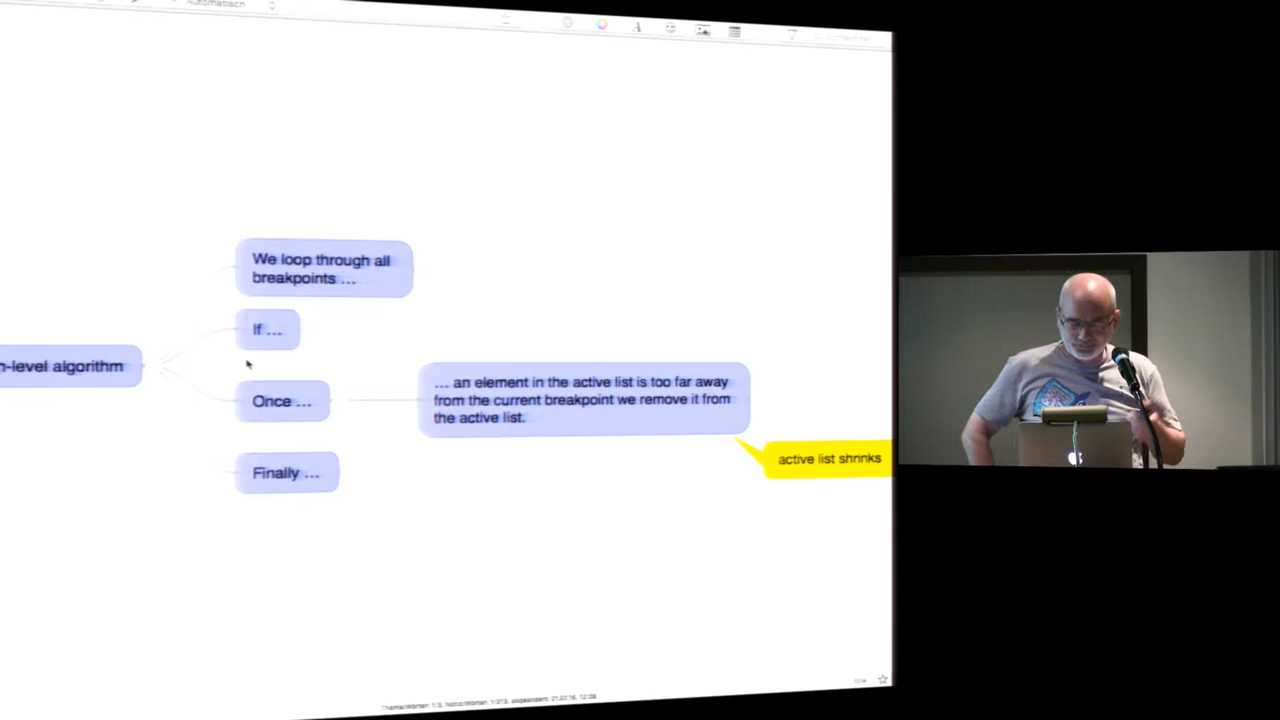 Automatisch
We loop through all
breakpoints ...
If ...
h-level algorithm
... an element in the active list is too far away
from the current breakpoint we remove it from
the active list.
Once ...
active list shrinks
Finally ...